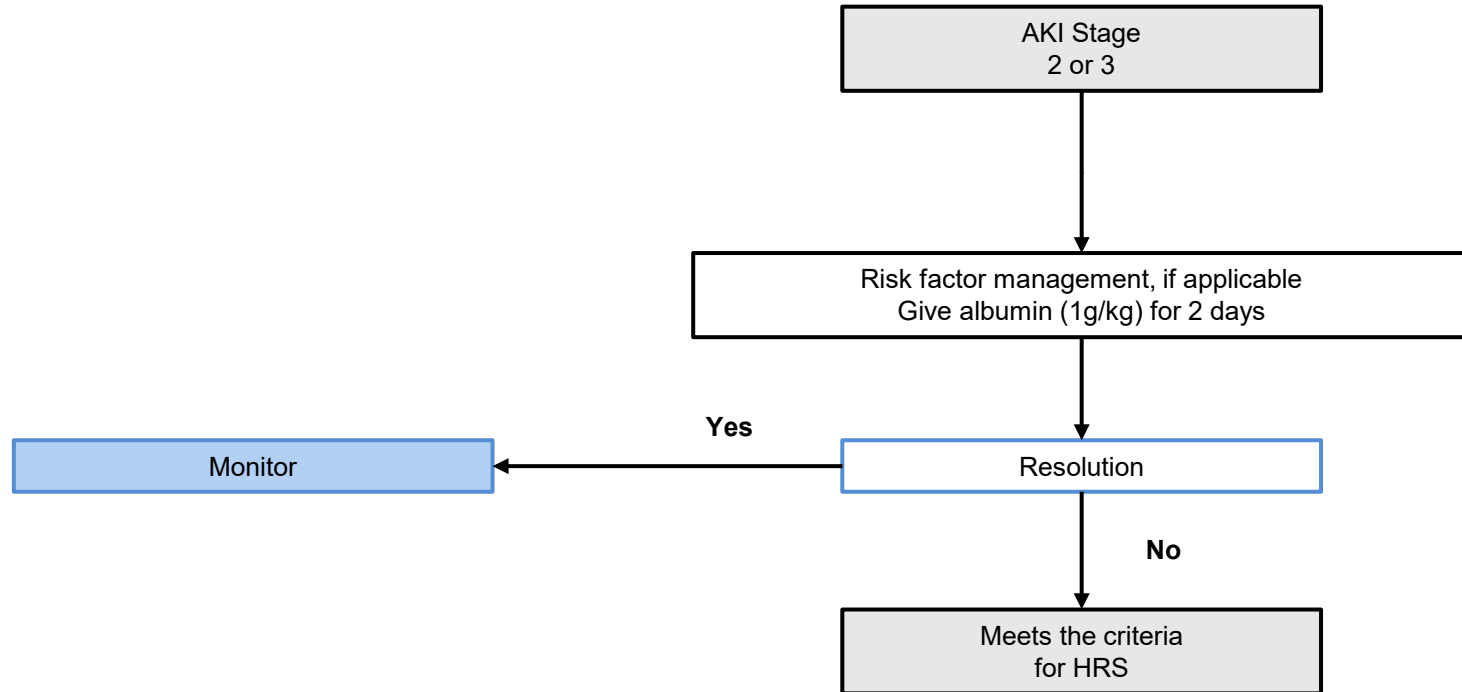 AKI Stage
2 or 3
Risk factor management, if applicable
Give albumin (1g/kg) for 2 days
Yes
Monitor
Resolution
No
Meets the criteria
for HRS